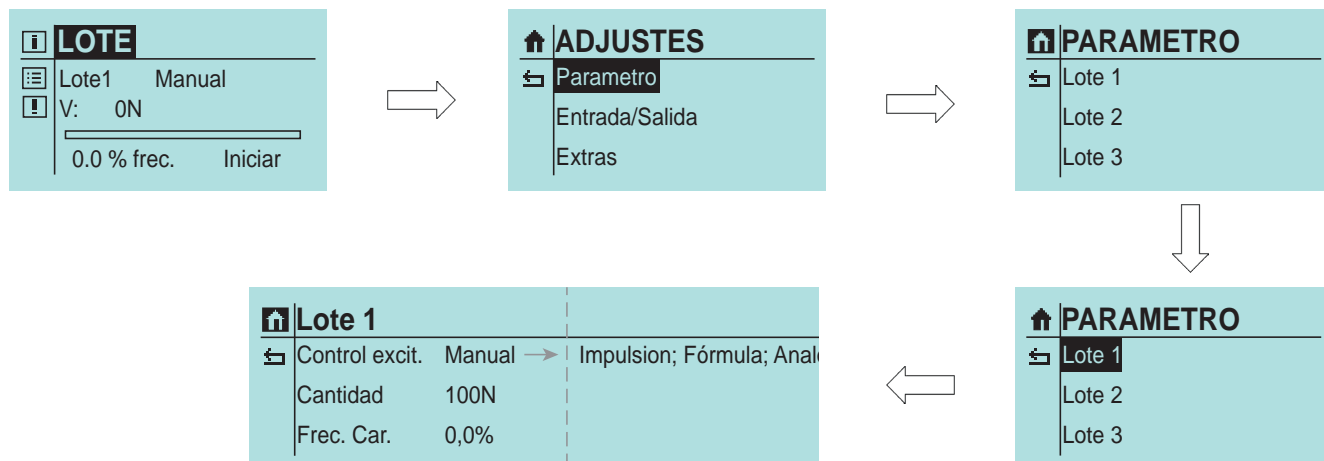 LOTE
Lote1 Manual
V: 0N
0.0 % frec. Iniciar
ADJUSTES
Parametro
Entrada/Salida
Extras
PARAMETRO
Lote 1
Lote 2
Lote 3
PARAMETRO
Lote 1
Lote 2
Lote 3
Lote 1
Control excit. Manual Impulsion; Fórmula;
Cantidad 100N
Frec. Car. 0,0%